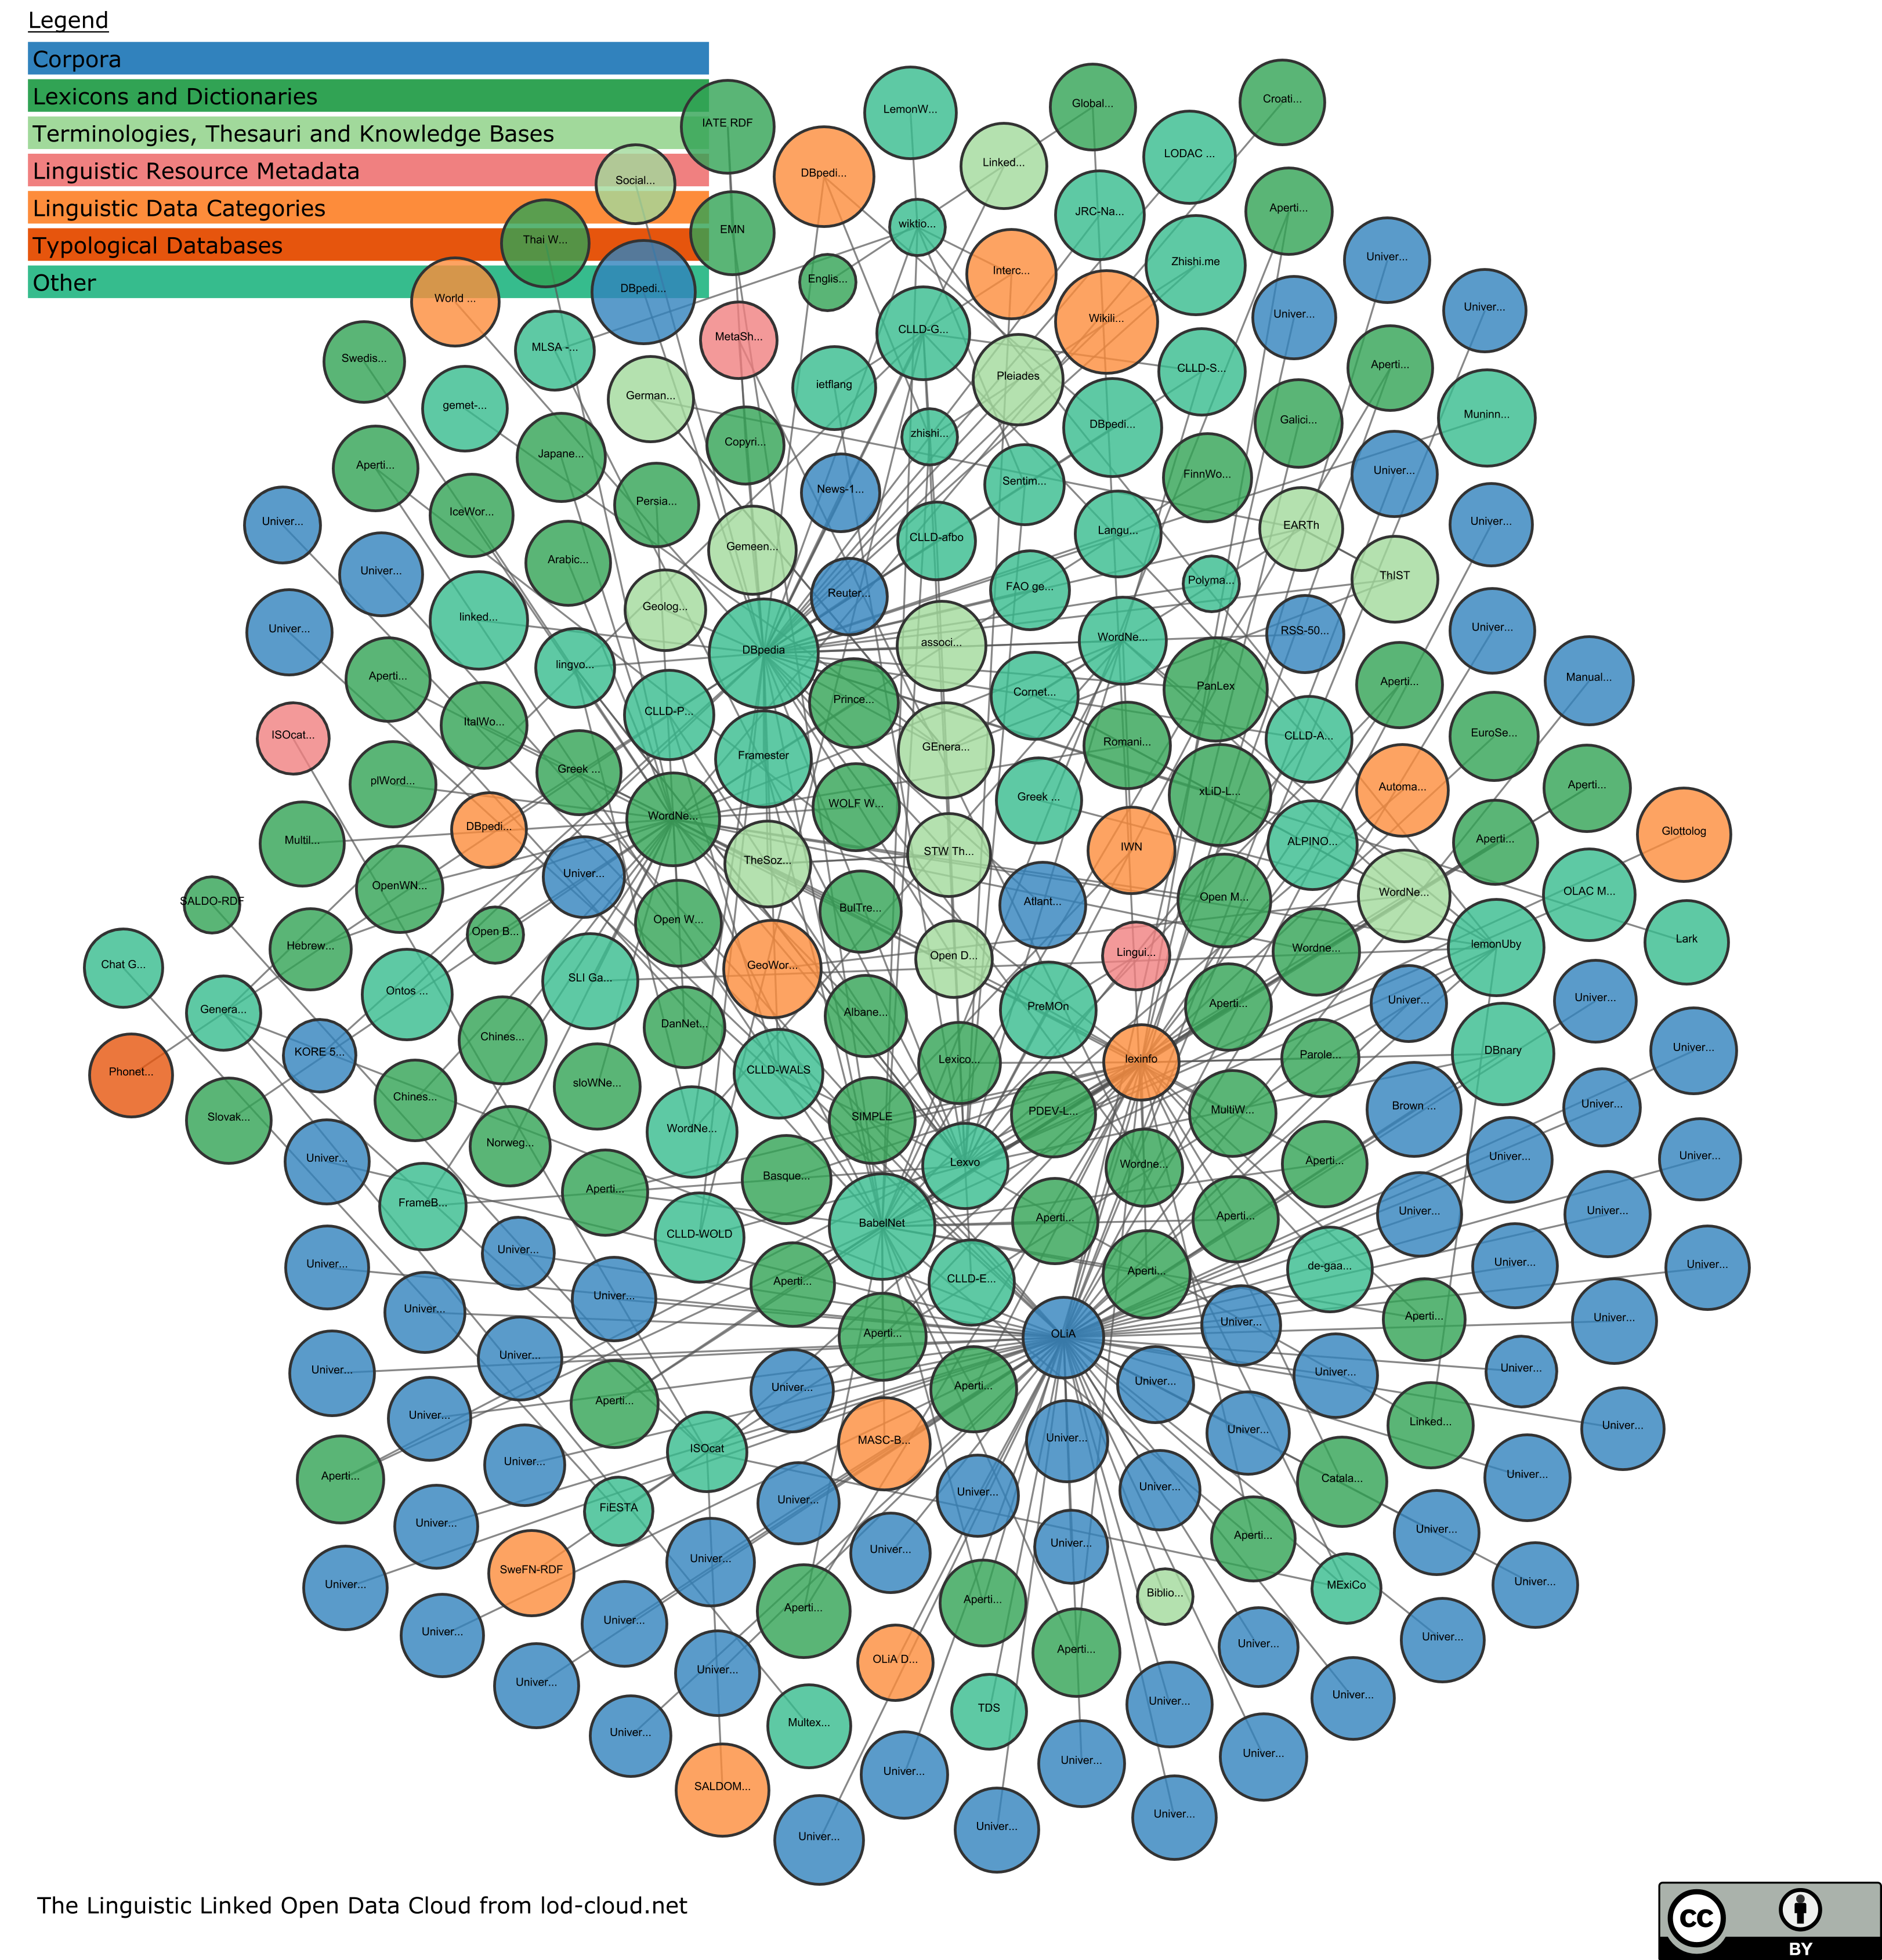 Legend
Corpora
Lexicons and Dictionaries
Terminologies, Thesauri and Knowledge Bases
Linguistic Resource Metadata
Linguistic Data Categories
Typological Databases
Other
IATE RDF
LemonW...
Global...
Croati...
Social...
DBpedi...
Linked...
LODAC ...
Thai W...
EMN
wiktio...
JRC-Na...
Aperti...
World ...
DBpedi...
Englis...
Interc...
Zhishi.me
Univer...
Swedis...
MLSA -...
MetaSh...
CLLD-G...
Wikili...
Univer...
Univer...
gemet-...
German...
ietflang
Pleiades
CLLD-S...
Aperti...
Aperti...
Japane...
Copyri...
zhishi...
DBpedi...
Galici...
Muninn...
Univer...
IceWor...
Persia...
News-1...
Sentim...
FinnWo...
Univer...
Univer...
Arabic...
Gemeen...
CLLD-afbo
Langu...
EARTh
Univer...
Univer...
linked...
Geolog...
Reuter...
FAO ge...
Polyma...
ThIST
Aperti...
lingvo...
DBpedia
associ...
WordNe...
RSS-50...
Univer...
ISOcat...
ItalWo...
CLLD-P...
Prince...
Cornet...
PanLex
Aperti...
Manual...
plWord...
Greek ...
Framester
GEnera...
Romani...
CLLD-A...
EuroSe...
Multil...
DBpedi...
WordNe...
WOLF W...
Greek ...
xLiD-L...
Automa...
Aperti...
SALDO-RDF
OpenWN...
Univer...
TheSoz...
STW Th...
IWN
ALPINO...
Aperti...
Glottolog
Chat G...
Hebrew...
Open B...
Open W...
BulTre...
Atlant...
Open M...
WordNe...
OLAC M...
Genera...
Ontos ...
SLI Ga...
GeoWor...
Open D...
Lingui...
Wordne...
lemonUby
Lark
Phonet...
KORE 5...
Chines...
DanNet...
Albane...
PreMOn
Aperti...
Univer...
Univer...
Slovak...
Chines...
sloWNe...
CLLD-WALS
Lexico...
lexinfo
Parole...
DBnary
Univer...
Univer...
Norweg...
WordNe...
SIMPLE
PDEV-L...
MultiW...
Brown ...
Univer...
FrameB...
Aperti...
Basque...
Lexvo
Wordne...
Aperti...
Univer...
Univer...
Univer...
Univer...
CLLD-WOLD
BabelNet
Aperti...
Aperti...
Univer...
Univer...
Univer...
Univer...
Aperti...
CLLD-E...
Aperti...
de-gaa...
Univer...
Univer...
Univer...
Univer...
Aperti...
OLiA
Univer...
Aperti...
Univer...
Univer...
Aperti...
Univer...
Aperti...
Univer...
Univer...
Univer...
Aperti...
Univer...
ISOcat
MASC-B...
Univer...
Univer...
Linked...
Univer...
Univer...
FiESTA
Univer...
Univer...
Univer...
Catala...
Univer...
Univer...
SweFN-RDF
Univer...
Univer...
Univer...
Aperti...
Univer...
Univer...
Univer...
Aperti...
Aperti...
Biblio...
MExiCo
Univer...
Univer...
Univer...
OLiA D...
Aperti...
Univer...
Univer...
Multex...
TDS
Univer...
Univer...
SALDOM...
Univer...
Univer...
Univer...
Univer...
Univer...
Univer...
The Linguistic Linked Open Data Cloud from lod-cloud.net
CC
BY